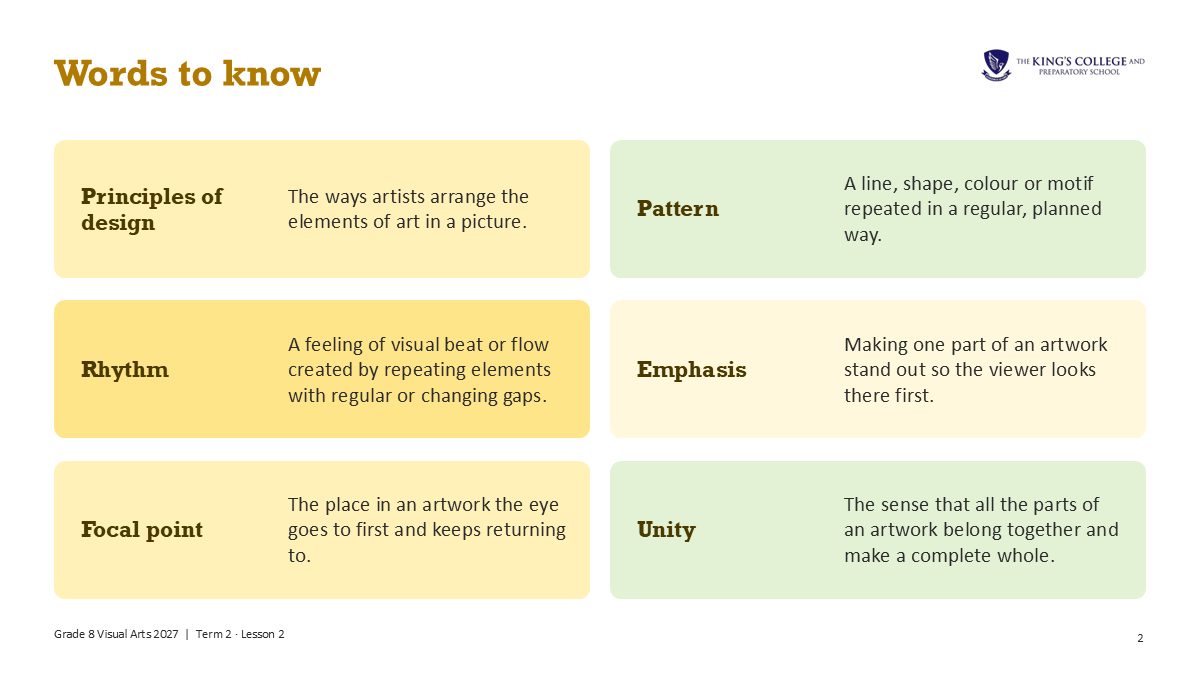 Words to know
THE KING'S COLLEGE AND
PREPARATORY SCHOOL
Principles of
design
The ways artists arrange the
elements of art in a picture.
Pattern
A line, shape, colour or motif
repeated in a regular, planned
way.
Rhythm
A feeling of visual beat or flow
created by repeating elements
with regular or changing gaps.
Emphasis
Making one part of an artwork
stand out so the viewer looks
there first.
Focal point
The place in an artwork the eye
goes to first and keeps returning
to.
Unity
The sense that all the parts of
an artwork belong together and
make a complete whole.
Grade 8 Visual Arts 2027 | Term 2 · Lesson 2
2